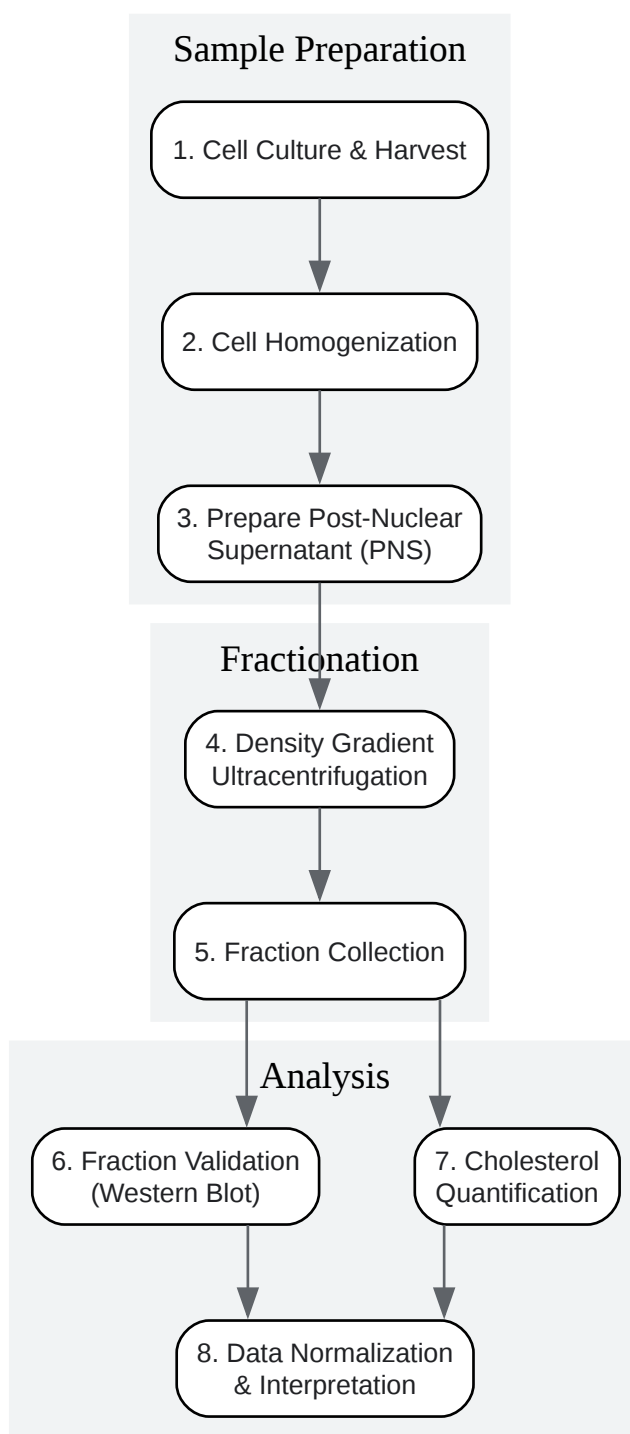 Sample Preparation
1. Cell Culture & Harvest
2. Cell Homogenization
3. Prepare Post-Nuclear
Supernatant (PNS)
Fractionation
4. Density Gradient
Ultracentrifugation
5. Fraction Collection
Analysis
6. Fraction Validation
(Western Blot)
7. Cholesterol
Quantification
8. Data Normalization
& Interpretation